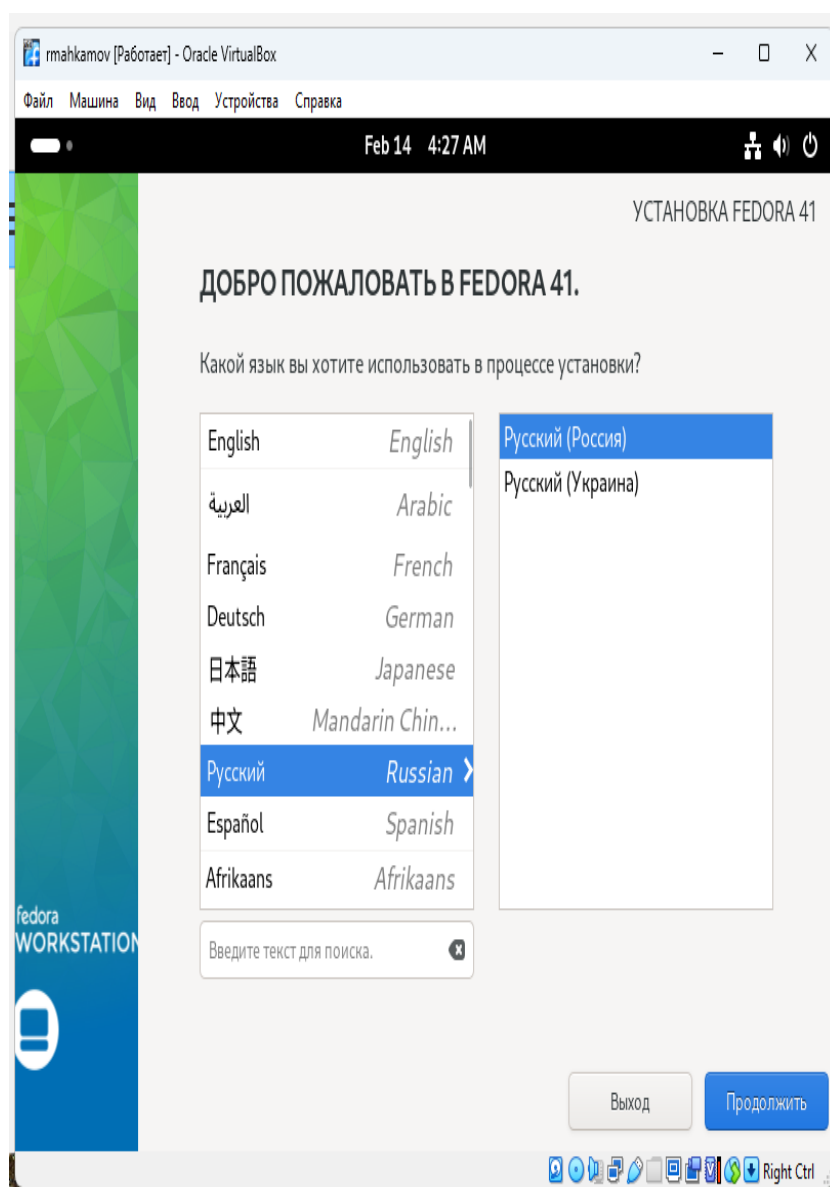 rmahkamov [Работает] - Oracle VirtualBox
Файл Машина Вид Ввод Устройства Справка
Feb 14 4:27 AM
УСТАНОВКА FEDORA 41
ДОБРО ПОЖАЛОВАТЬ В FEDORA 41.
Какой язык вы хотите использовать в процессе установки?
English English
العربية Arabic
Français French
Deutsch German
日本語 Japanese
中文 Mandarin Chin...
Русский Russian
Español Spanish
Afrikaans Afrikaans
Русский (Россия)
Русский (Украина)
Введите текст для поиска.
fedora
WORKSTATION
Выход Продолжить
Right Ctrl